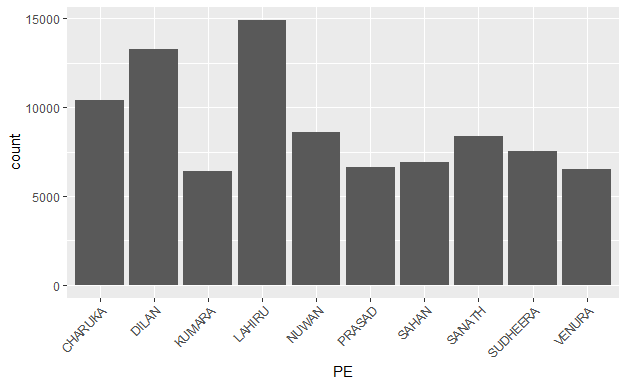 15000
10000
5000
0
count
CHARUKA
DILAN
KUMARA
LAHIRU
NUWAN
PRASAD
SAHAN
SANATH
SUDHEERA
VENURA
PE